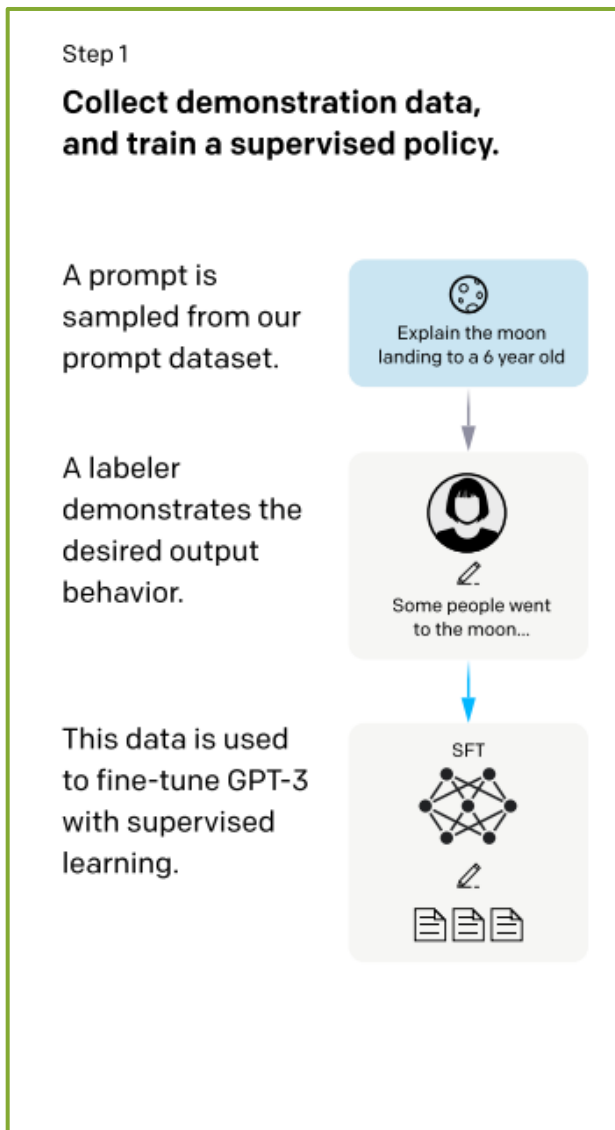 Step 1
Collect demonstration data,
and train a supervised policy.
A prompt is
sampled from our
prompt dataset.
Explain the moon
landing to a 6 year old
A labeler
demonstrates the
desired output
behavior.
Some people went
to the moon...
This data is used
to fine-tune GPT-3
with supervised
learning.
SFT